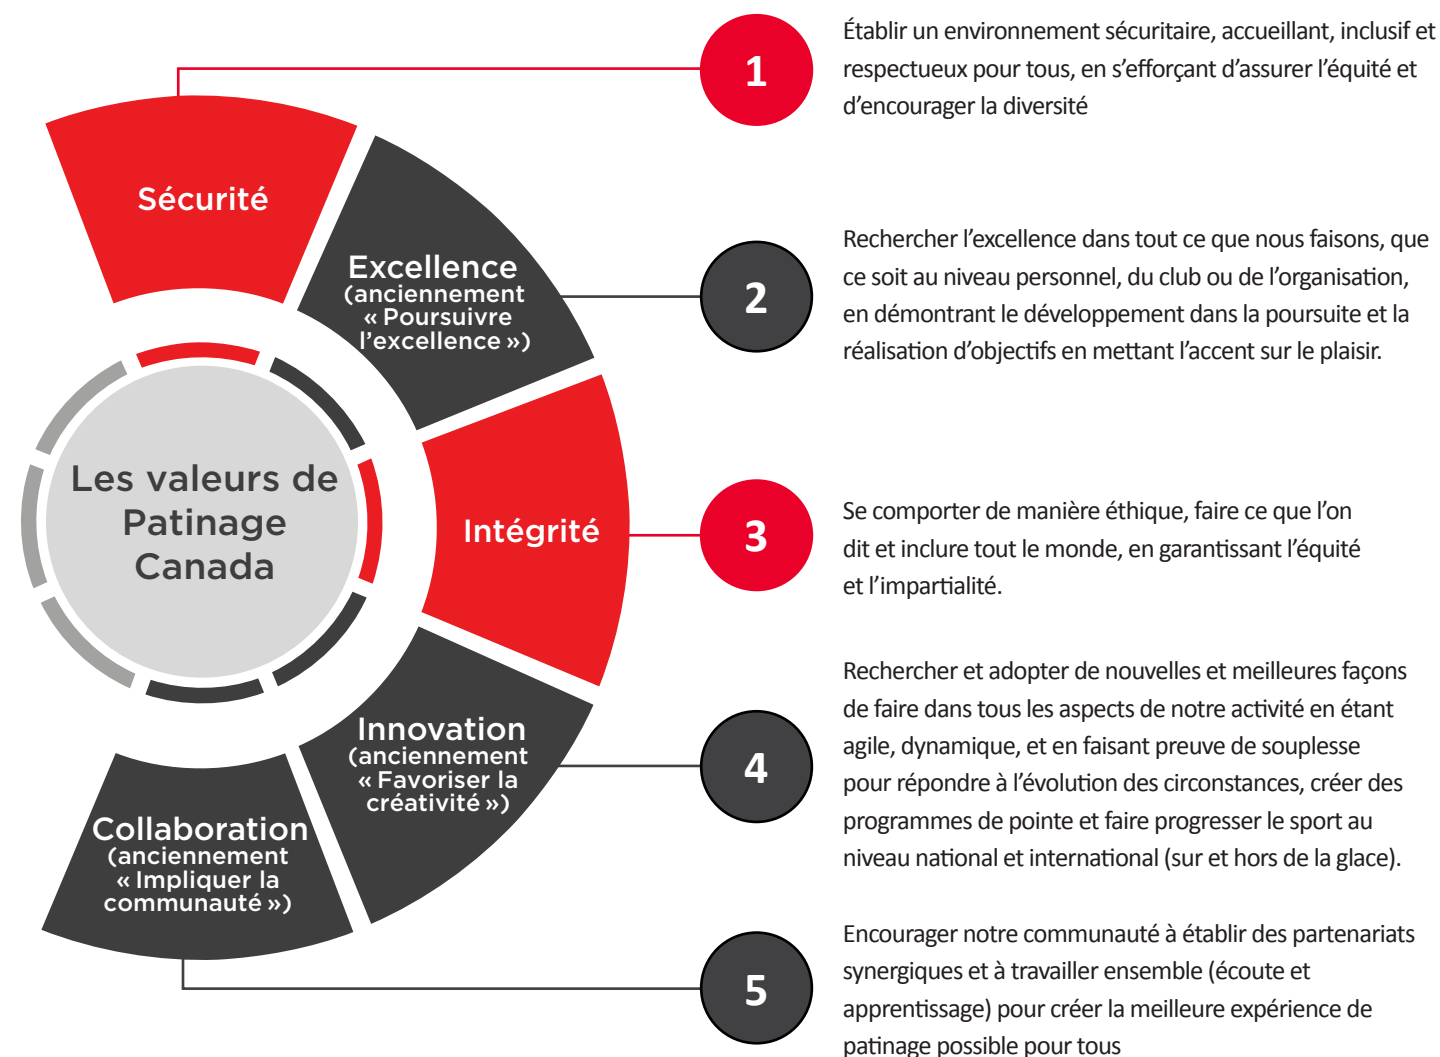 Les valeurs de
Patinage
Canada
Sécurité
1
Établir un environnement sécuritaire, accueillant, inclusif et
respectueux pour tous, en s’efforçant d’assurer l’équité et
d’encourager la diversité
Excellence
(anciennement
« Poursuivre
l’excellence »)
2
Rechercher l’excellence dans tout ce que nous faisons, que
ce soit au niveau personnel, du club ou de l’organisation,
en démontrant le développement dans la poursuite et la
réalisation d’objectifs en mettant l’accent sur le plaisir.
Intégrité
3
Se comporter de manière éthique, faire ce que l’on
dit et inclure tout le monde, en garantissant l’équité
et l’impartialité.
Innovation
(anciennement
« Favoriser la
créativité »)
4
Rechercher et adopter de nouvelles et meilleures façons
de faire dans tous les aspects de notre activité en étant
agile, dynamique, et en faisant preuve de souplesse
pour répondre à l’évolution des circonstances, créer des
programmes de pointe et faire progresser le sport au
niveau national et international (sur et hors de la glace).
Collaboration
(anciennement
« Impliquer la
communauté »)
5
Encourager notre communauté à établir des partenariats
synergiques et à travailler ensemble (écoute et
apprentissage) pour créer la meilleure expérience de
patinage possible pour tous